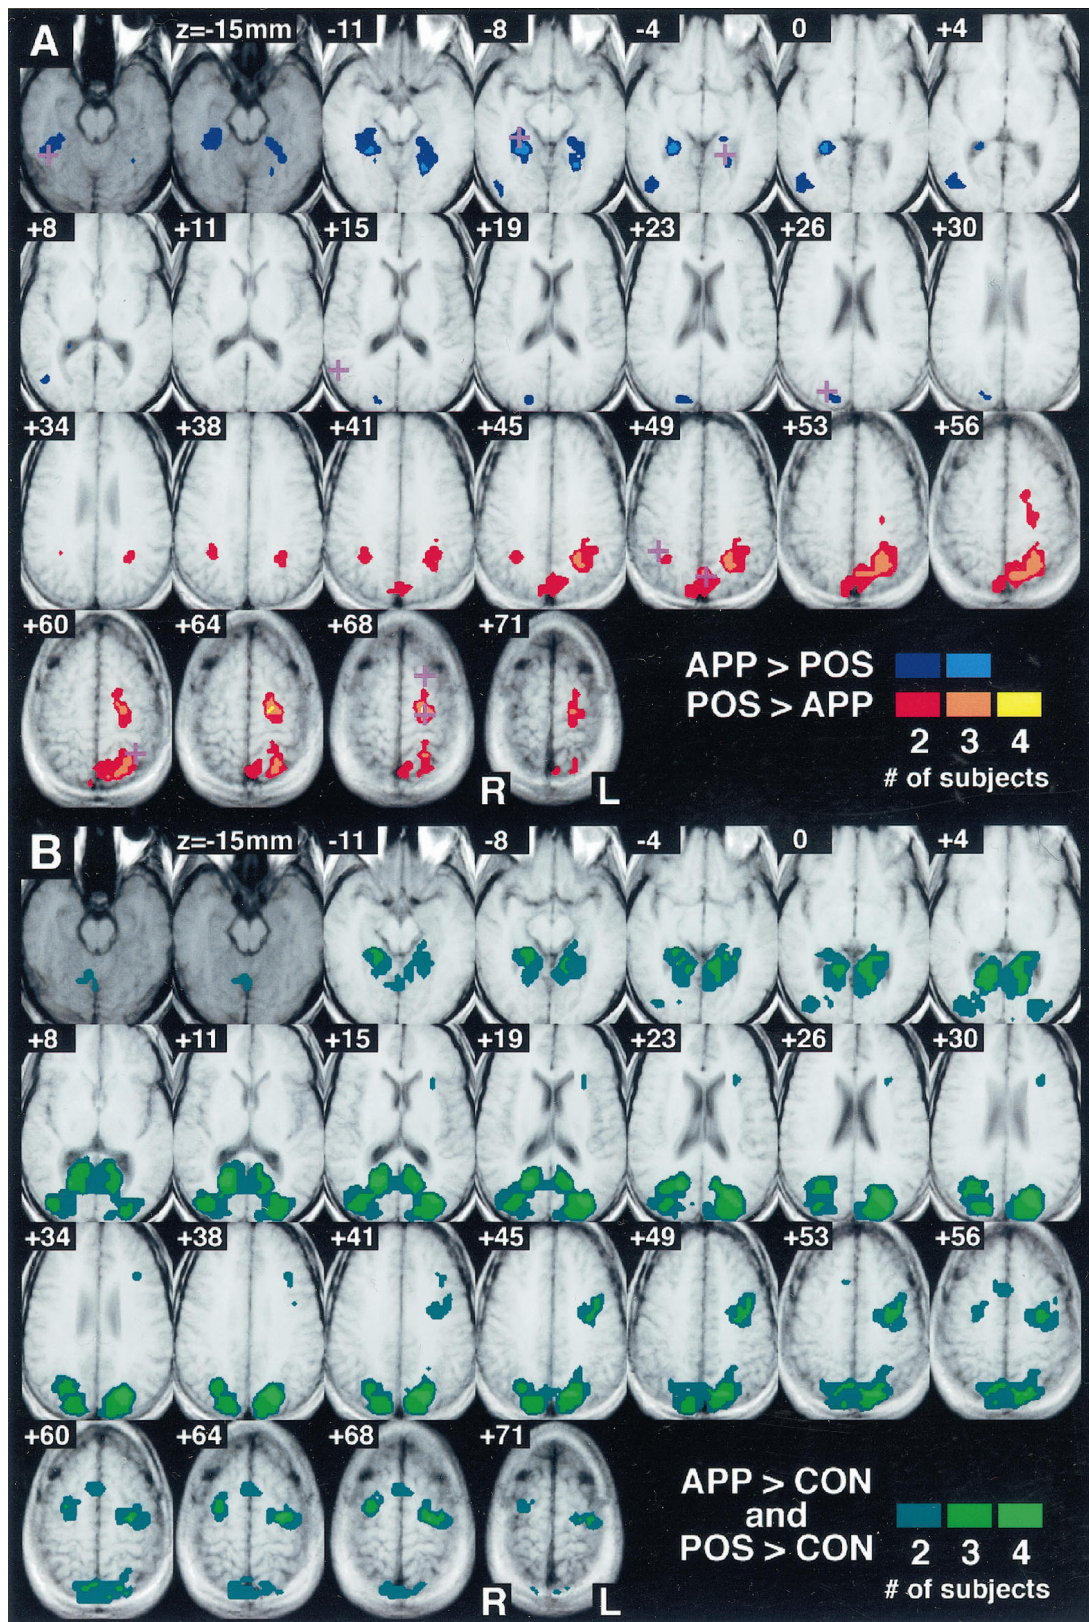 A
z=-15mm -11 -8 -4 0 +4
+8 +11 +15 +19 +23 +26 +30
+34 +38 +41 +45 +49 +53 +56
+60 +64 +68 +71
APP > POS
POS > APP
2 3 4
# of subjects
R L
B
z=-15mm -11 -8 -4 0 +4
+8 +11 +15 +19 +23 +26 +30
+34 +38 +41 +45 +49 +53 +56
+60 +64 +68 +71
APP > CON
and
POS > CON
2 3 4
# of subjects
R L